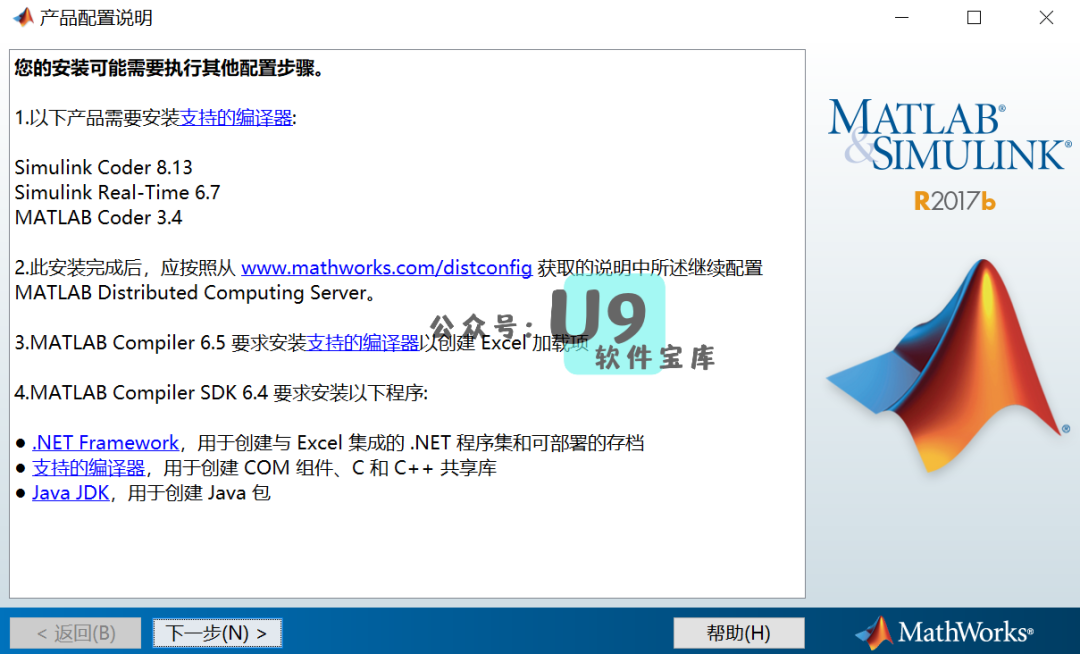 产品配置说明
您的安装可能需要执行其他配置步骤。
1.以下产品需要安装支持的编译器:
Simulink Coder 8.13
Simulink Real-Time 6.7
MATLAB Coder 3.4
2.此安装完成后，应按照从 www.mathworks.com/distconfig 获取的说明中所述继续配置
MATLAB Distributed Computing Server。
3.MATLAB Compiler 6.5 要求安装支持的编译器以创建 Excel 加载项
4.MATLAB Compiler SDK 6.4 要求安装以下程序:
● .NET Framework，用于创建与 Excel 集成的 .NET 程序集和可部署的存档
● 支持的编译器，用于创建 COM 组件、C 和 C++ 共享库
● Java JDK，用于创建 Java 包
公众号：U9
软件宝库
MATLAB®
&SIMULINK®
R2017b
®
< 返回(B)
下一步(N) >
帮助(H)
MathWorks®